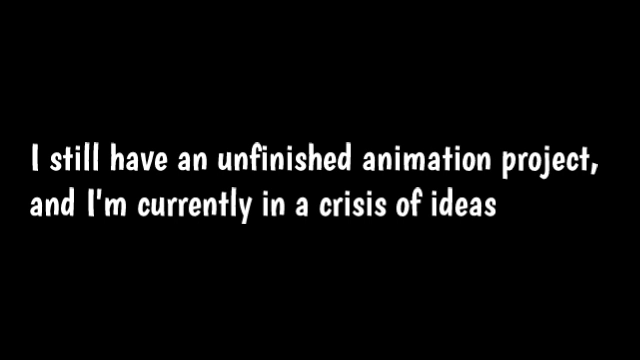 I still have an unfinished animation project,
and I'm currently in a crisis of ideas